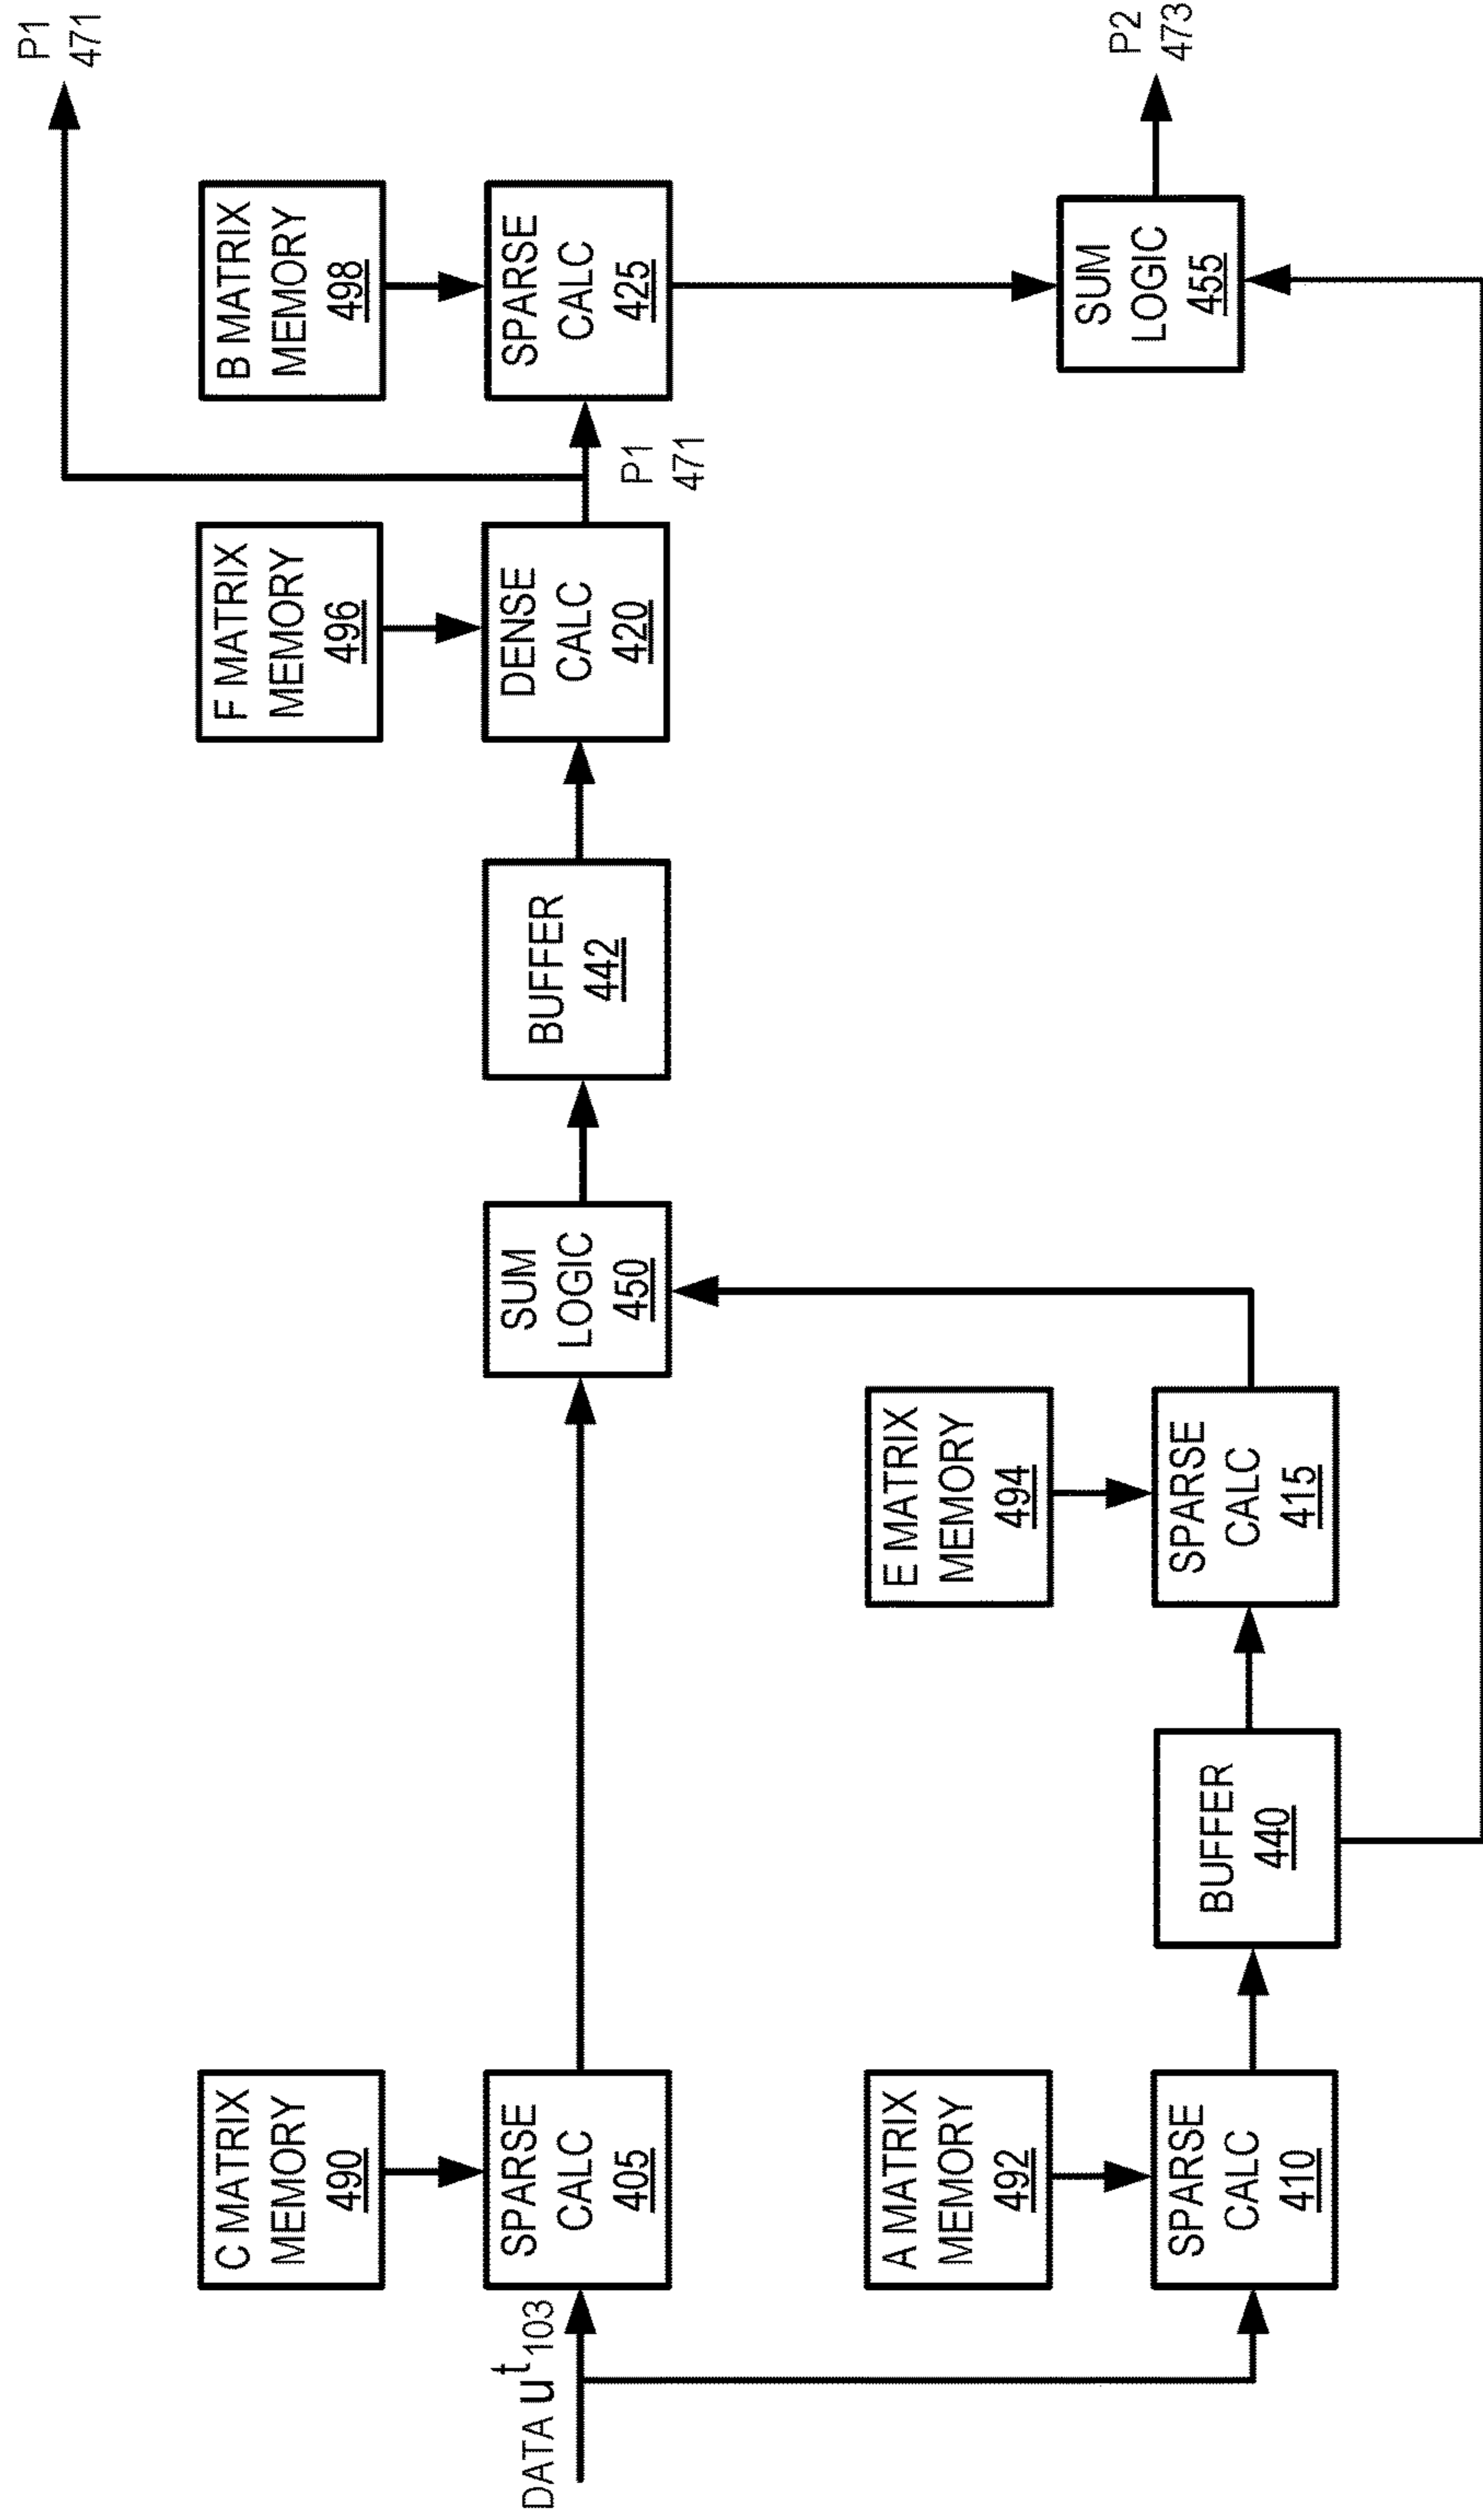 P1
471
P2
473
B MATRIX
MEMORY
498
SPARSE
CALC
425
SUM
LOGIC
455
P1
471
F MATRIX
MEMORY
496
DENSE
CALC
420
BUFFER
442
SUM
LOGIC
450
E MATRIX
MEMORY
494
SPARSE
CALC
415
BUFFER
440
C MATRIX
MEMORY
490
SPARSE
CALC
405
A MATRIX
MEMORY
492
SPARSE
CALC
410
DATA uᵗ 103